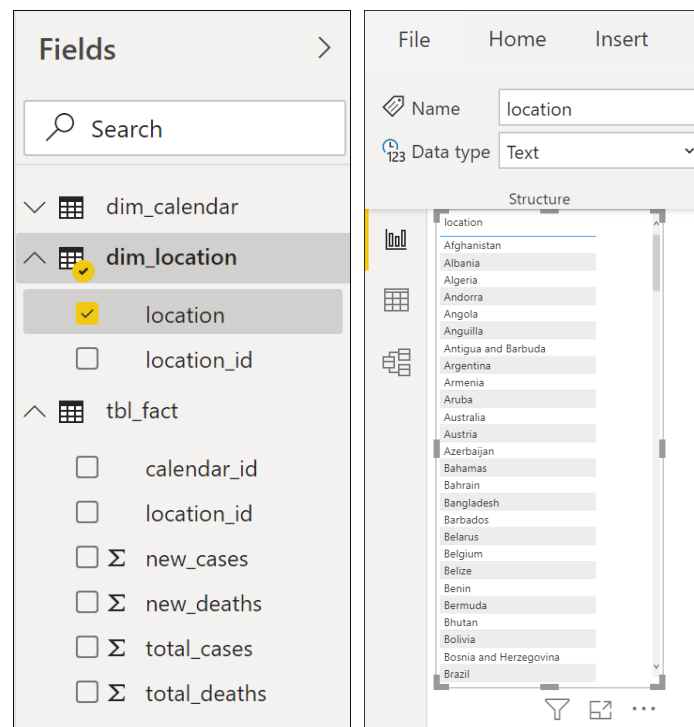 Fields
Search
dim_calendar
dim_location
location
location_id
tbl_fact
calendar_id
location_id
Σ new_cases
Σ new_deaths
Σ total_cases
Σ total_deaths
File Home Insert
Name location
123 Data type Text
Structure
location
Afghanistan
Albania
Algeria
Andorra
Angola
Anguilla
Antigua and Barbuda
Argentina
Armenia
Aruba
Australia
Austria
Azerbaijan
Bahamas
Bahrain
Bangladesh
Barbados
Belarus
Belgium
Belize
Benin
Bermuda
Bhutan
Bolivia
Bosnia and Herzegovina
Brazil